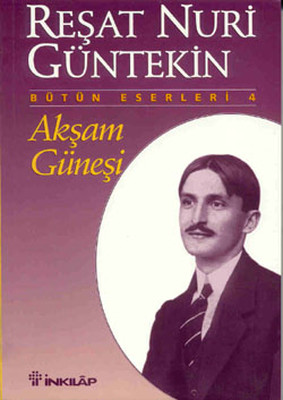 REŞAT NURİ
GÜNTEKİN
BÜTÜN ESERLERİ 4
Akşam
Güneşi
İNKILÂP